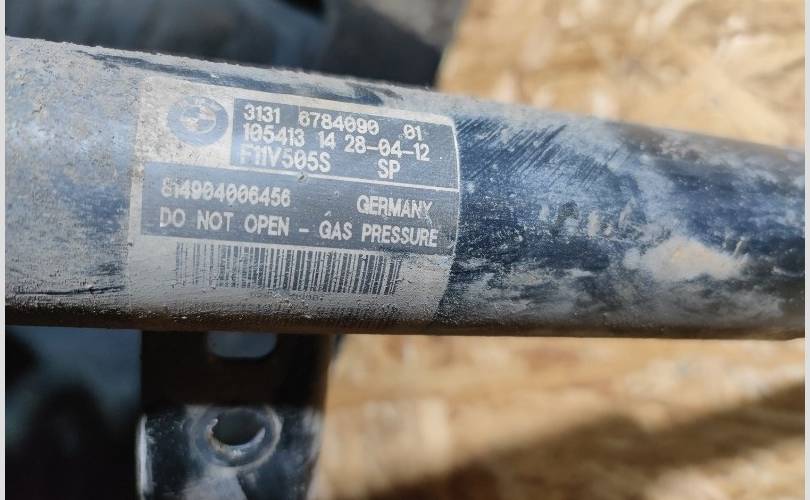 3131 6784090 01
105413 14 28-04-12
F11V505S SP
814904006456 GERMANY
DO NOT OPEN - GAS PRESSURE